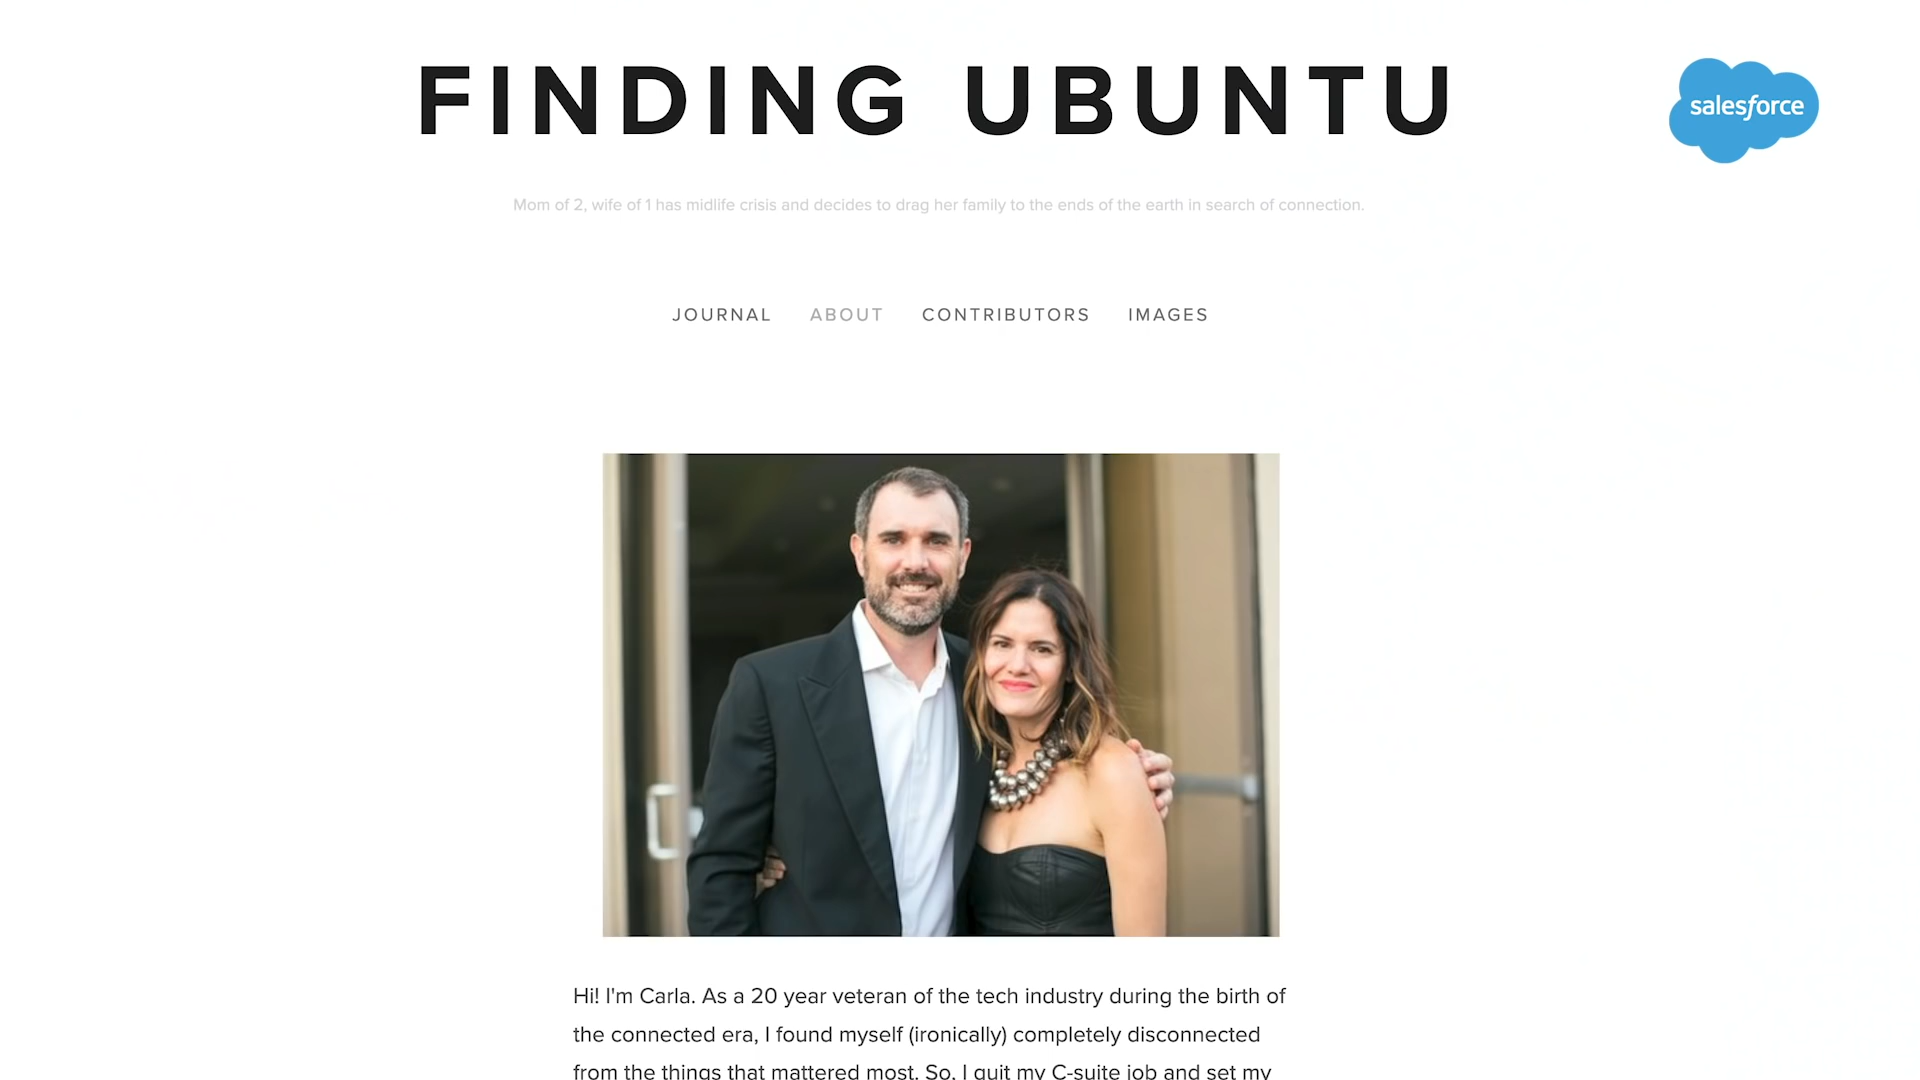 FINDING UBUNTU
salesforce
Mom of 2, wife of 1 has midlife crisis and decides to drag her family to the ends of the earth in search of connection.
JOURNAL ABOUT CONTRIBUTORS IMAGES
Hi! I'm Carla. As a 20 year veteran of the tech industry during the birth of
the connected era, I found myself (ironically) completely disconnected
from the things that mattered most. So, I quit my C-suite job and set my